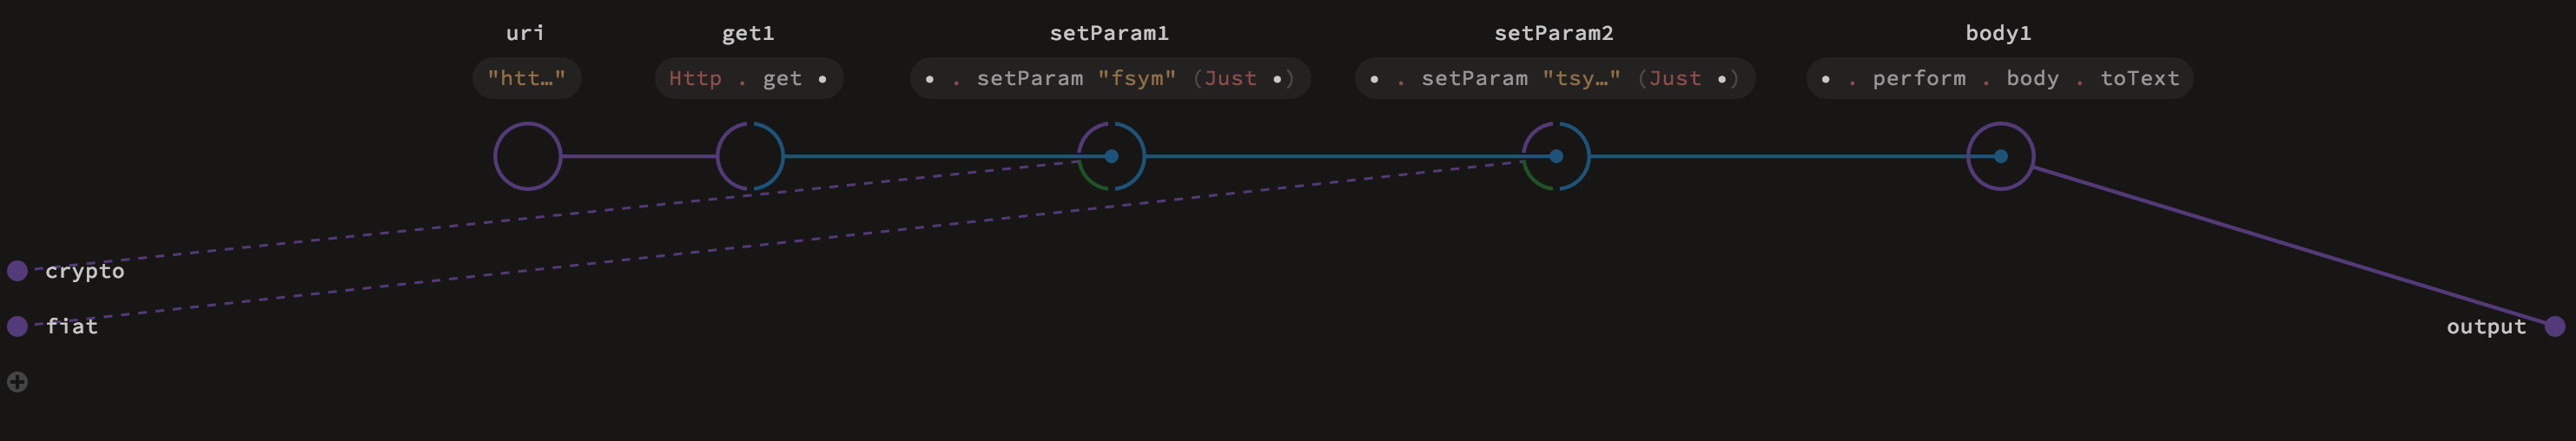 uri
get1
setParam1
setParam2
body1
"htt…"
Http . get •
• . setParam "fsym" (Just •)
• . setParam "tsy…" (Just •)
• . perform . body . toText
crypto
fiat
output